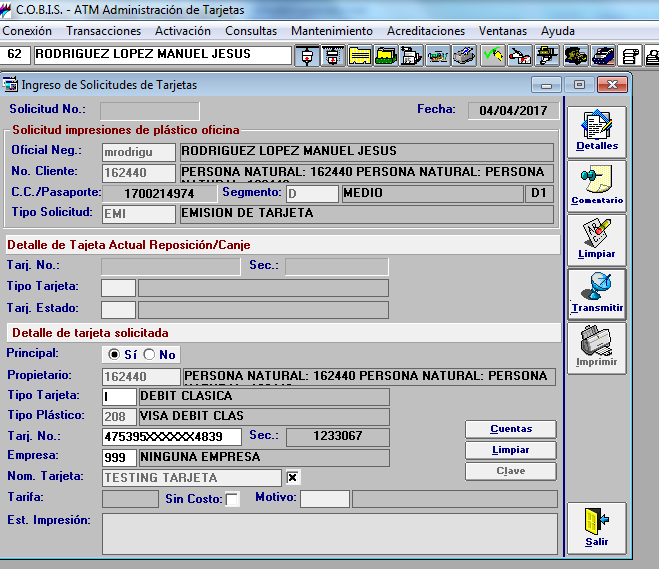 C.O.B.I.S. - ATM Administración de Tarjetas
Conexión Transacciones Activación Consultas Mantenimiento Acreditaciones Ventanas Ayuda
62 RODRIGUEZ LOPEZ MANUEL JESUS
Ingreso de Solicitudes de Tarjetas
Solicitud No.: Fecha: 04/04/2017
Solicitud impresiones de plástico oficina
Oficial Neg.: mrodrigu RODRIGUEZ LOPEZ MANUEL JESUS
No. Cliente: 162440 PERSONA NATURAL: 162440 PERSONA NATURAL: PERSONA
NATURAL: 162440
C.C./Pasaporte: 1700214974 Segmento: D MEDIO D1
Tipo Solicitud: EMI EMISION DE TARJETA
Detalle de Tajeta Actual Reposición/Canje
Tarj. No.: Sec.:
Tipo Tarjeta:
Tarj. Estado:
Detalle de tarjeta solicitada
Principal: Sí No
Propietario: 162440 PERSONA NATURAL: 162440 PERSONA NATURAL: PERSONA
NATURAL: 162440
Tipo Tarjeta: I DEBIT CLASICA
Tipo Plástico: 208 VISA DEBIT CLAS
Tarj. No.: 475395XXXXXX4839 Sec.: 1233067
Empresa: 999 NINGUNA EMPRESA
Nom. Tarjeta: TESTING TARJETA
Tarifa: Sin Costo: Motivo:
Est. Impresión:
Cuentas
Limpiar
Clave
Detalles
Comentario
Limpiar
Transmitir
Imprimir
Salir